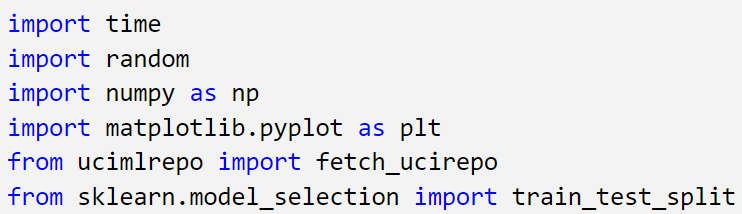 import time
import random
import numpy as np
import matplotlib.pyplot as plt
from ucimlrepo import fetch_ucirepo
from sklearn.model_selection import train_test_split